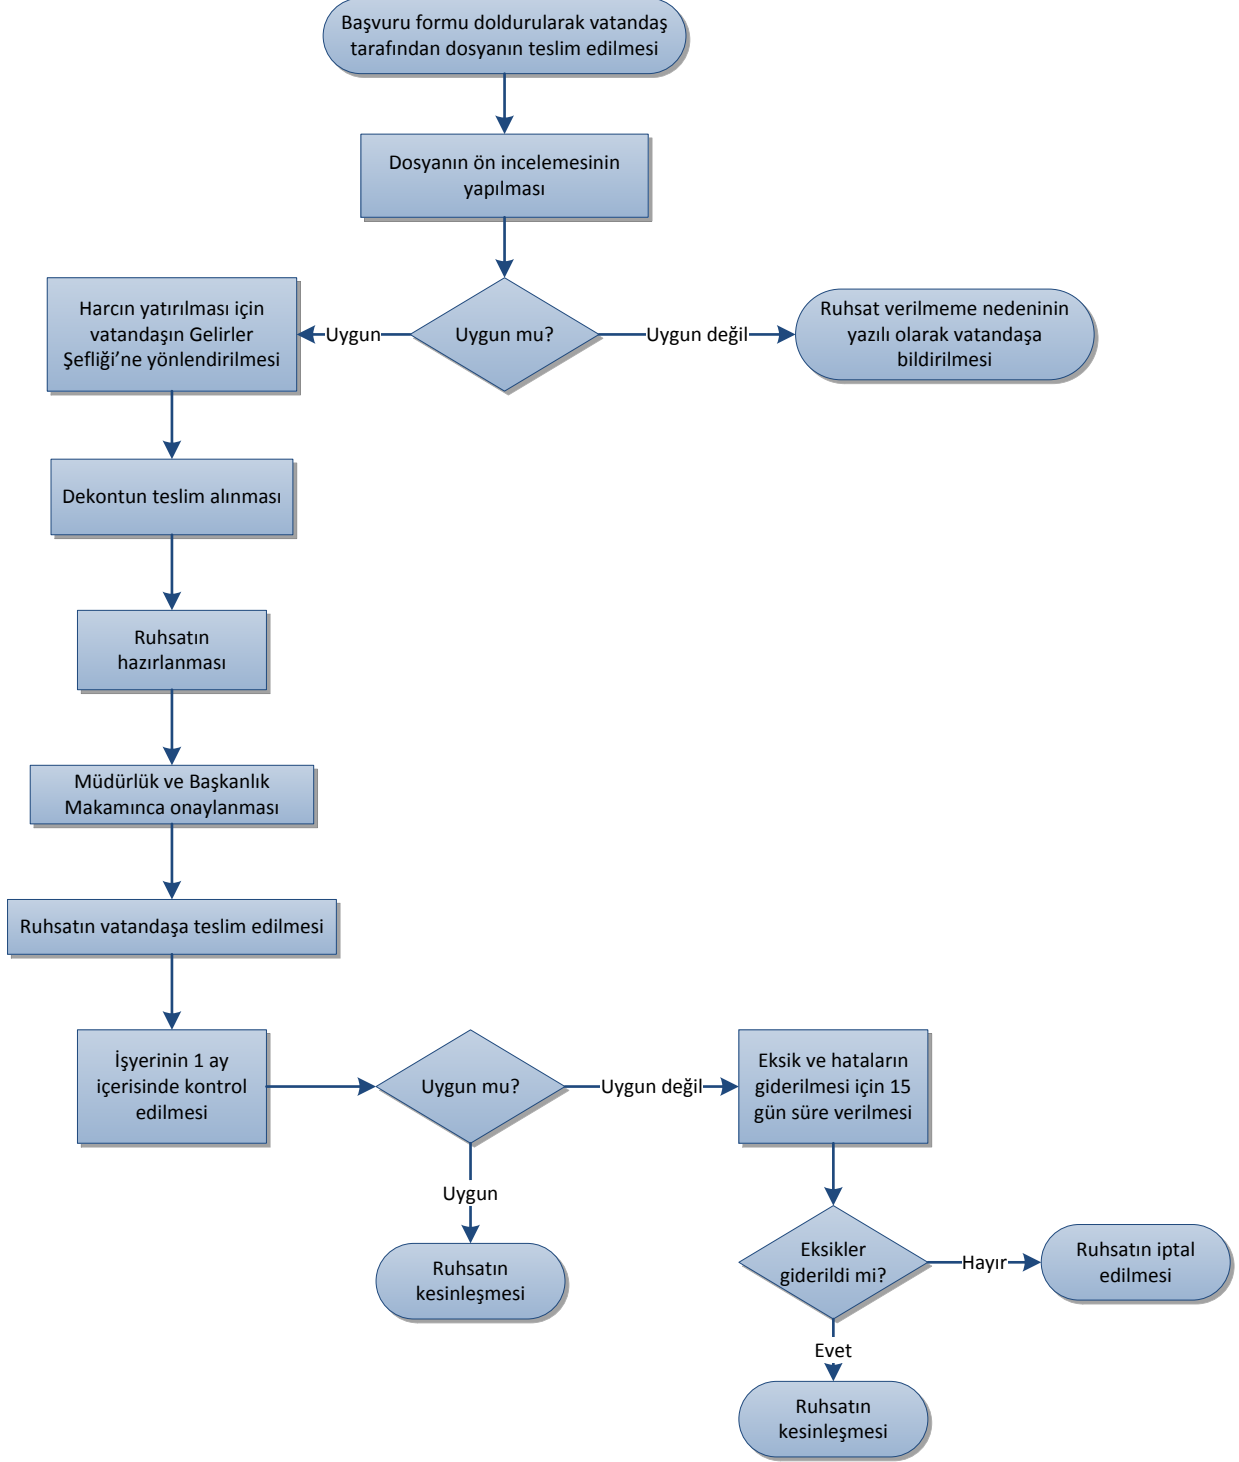 Başvuru formu doldurularak vatandaş
tarafından dosyanın teslim edilmesi
Dosyanın ön incelemesinin
yapılması
Harcın yatırılması için
vatandaşın Gelirler
Şefliği’ne yönlendirilmesi
Uygun
Uygun mu?
Uygun değil
Ruhsat verilmeme nedeninin
yazılı olarak vatandaşa
bildirilmesi
Dekontun teslim alınması
Ruhsatın
hazırlanması
Müdürlük ve Başkanlık
Makamınca onaylanması
Ruhsatın vatandaşa teslim edilmesi
İşyerinin 1 ay
içerisinde kontrol
edilmesi
Uygun mu?
Uygun değil
Eksik ve hataların
giderilmesi için 15
gün süre verilmesi
Uygun
Ruhsatın
kesinleşmesi
Eksikler
giderildi mi?
Hayır
Ruhsatın iptal
edilmesi
Evet
Ruhsatın
kesinleşmesi